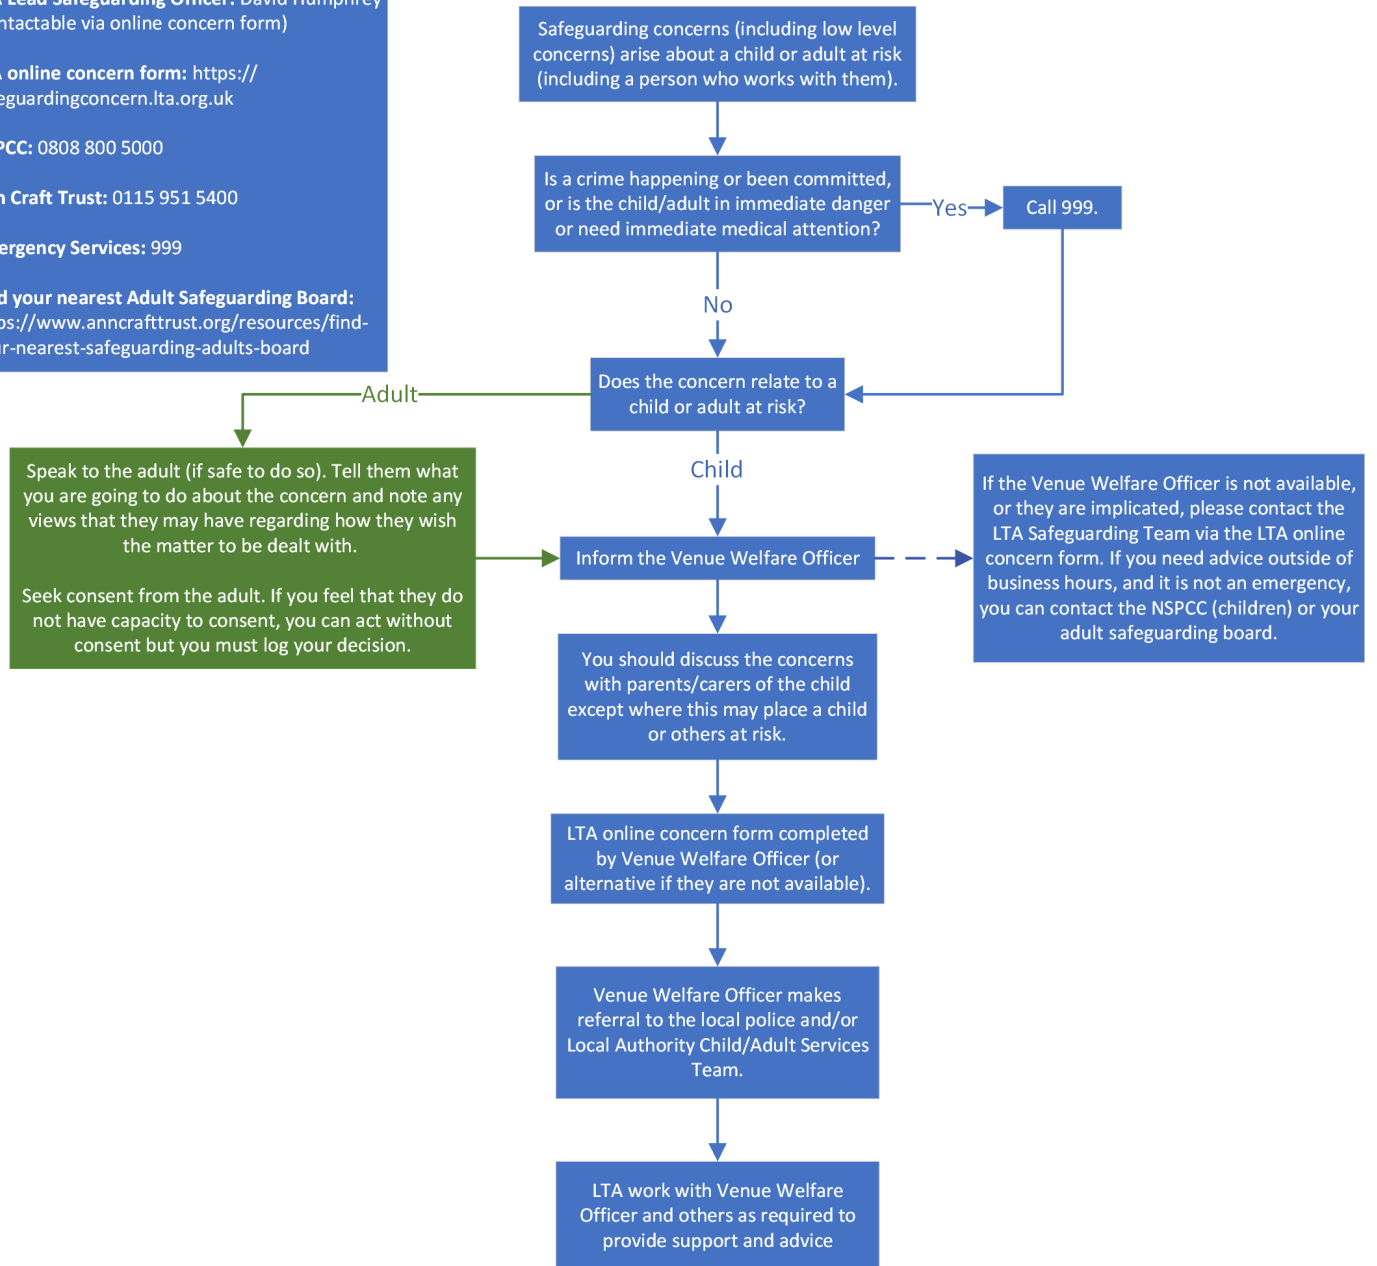 Lead Safeguarding Officer: David Humphrey
ntactable via online concern form)
online concern form: https://
eguardingconcern.lta.org.uk
PCC: 0808 800 5000
n Craft Trust: 0115 951 5400
ergency Services: 999
d your nearest Adult Safeguarding Board:
ps://www.anncrafttrust.org/resources/find-
r-nearest-safeguarding-adults-board
Safeguarding concerns (including low level
concerns) arise about a child or adult at risk
(including a person who works with them).
Is a crime happening or been committed,
or is the child/adult in immediate danger
or need immediate medical attention?
Yes
Call 999.
No
Does the concern relate to a
child or adult at risk?
Adult
Child
Speak to the adult (if safe to do so). Tell them what
you are going to do about the concern and note any
views that they may have regarding how they wish
the matter to be dealt with.
Seek consent from the adult. If you feel that they do
not have capacity to consent, you can act without
consent but you must log your decision.
Inform the Venue Welfare Officer
If the Venue Welfare Officer is not available,
or they are implicated, please contact the
LTA Safeguarding Team via the LTA online
concern form. If you need advice outside of
business hours, and it is not an emergency,
you can contact the NSPCC (children) or your
adult safeguarding board.
You should discuss the concerns
with parents/carers of the child
except where this may place a child
or others at risk.
LTA online concern form completed
by Venue Welfare Officer (or
alternative if they are not available).
Venue Welfare Officer makes
referral to the local police and/or
Local Authority Child/Adult Services
Team.
LTA work with Venue Welfare
Officer and others as required to
provide support and advice